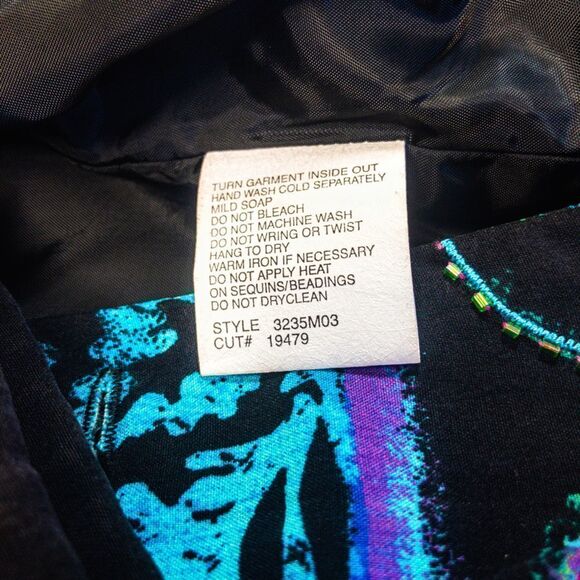 TURN GARMENT INSIDE OUT
HAND WASH COLD SEPARATELY
MILD SOAP
DO NOT BLEACH
DO NOT MACHINE WASH
DO NOT WRING OR TWIST
HANG TO DRY
WARM IRON IF NECESSARY
DO NOT APPLY HEAT
ON SEQUINS/BEADINGS
DO NOT DRYCLEAN
STYLE 3235M03
CUT# 19479